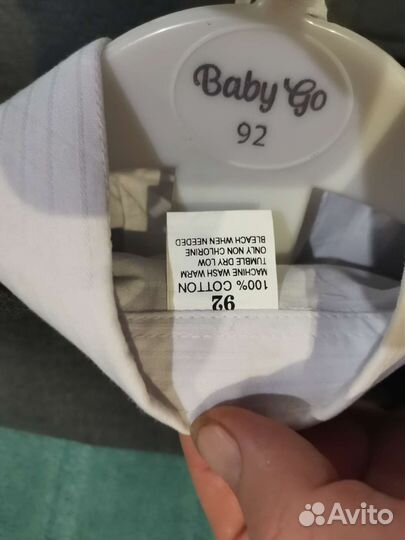 Baby Go
92
92
100% COTTON
MACHINE WASH WARM
TUMBLE DRY LOW
ONLY NON CHLORINE
BLEACH WHEN NEEDED
Avito